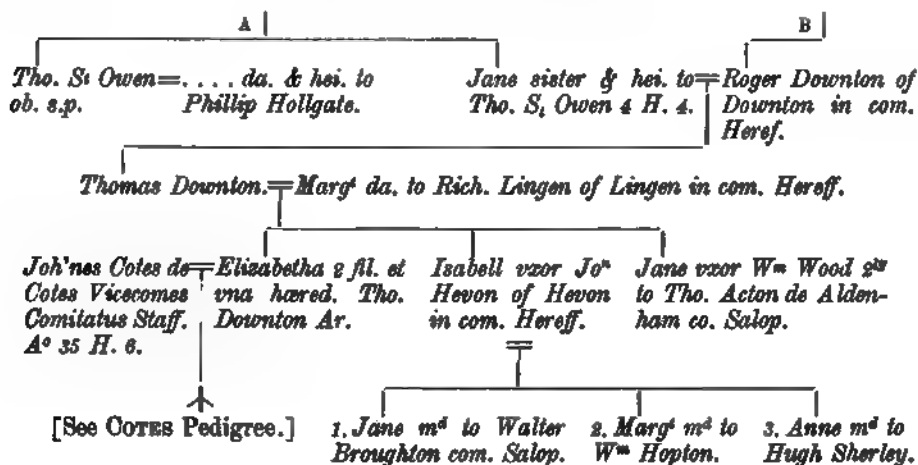 A B
Tho. St Owen=.... da. & hei. to
ob. s.p. Phillip Hollgate.
Jane sister & hei. to
Tho. St Owen 4 H. 4.
Roger Downton of
Downton in com.
Heref.
Thomas Downton.=Margt da. to Rich. Lingen of Lingen in com. Hereff.
Joh'nes Cotes de
Cotes Vicecomes
Comitatus Staff.
Ao 35 H. 6.
Elizabetha 2 fil. et
vna hæred. Tho.
Downton Ar.
Isabell vxor Jon
Hevon of Hevon
in com. Hereff.
Jane vxor Wm Wood 2ly
to Tho. Acton de Alden-
ham co. Salop.
[See COTES Pedigree.]
1. Jane md to Walter
Broughton com. Salop.
2. Margt md to
Wm Hopton.
3. Anne md to
Hugh Sherley.